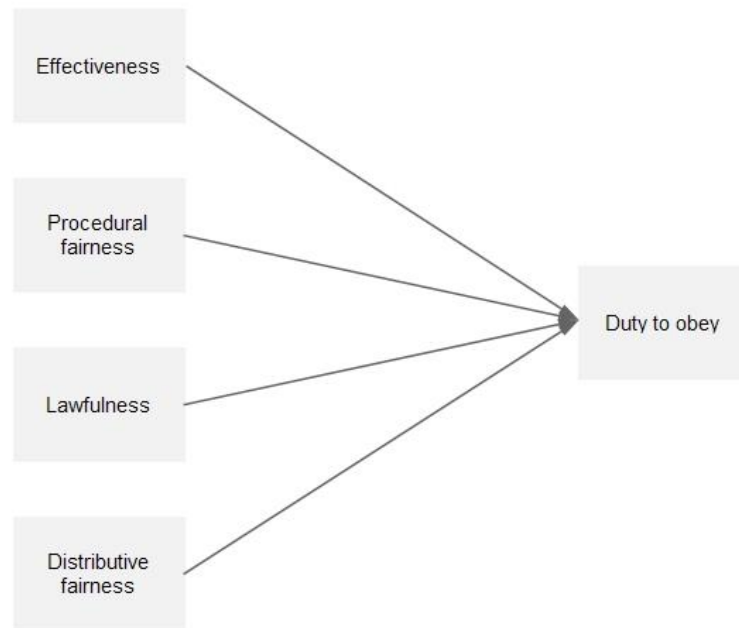 Effectiveness
Procedural
fairness
Duty to obey
Lawfulness
Distributive
fairness